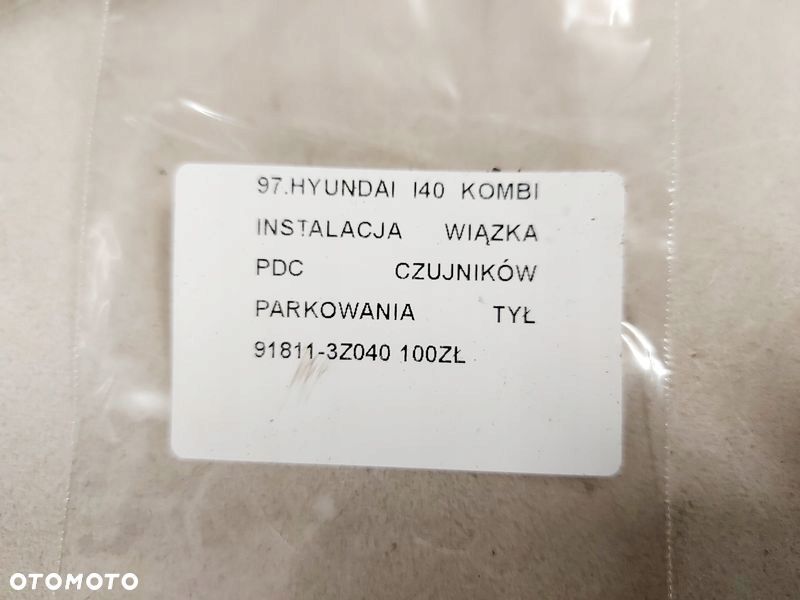 97.HYUNDAI I40 KOMBI
INSTALACJA WIĄZKA
PDC CZUJNIKÓW
PARKOWANIA TYŁ
91811-3Z040 100ZŁ
OTOMOTO